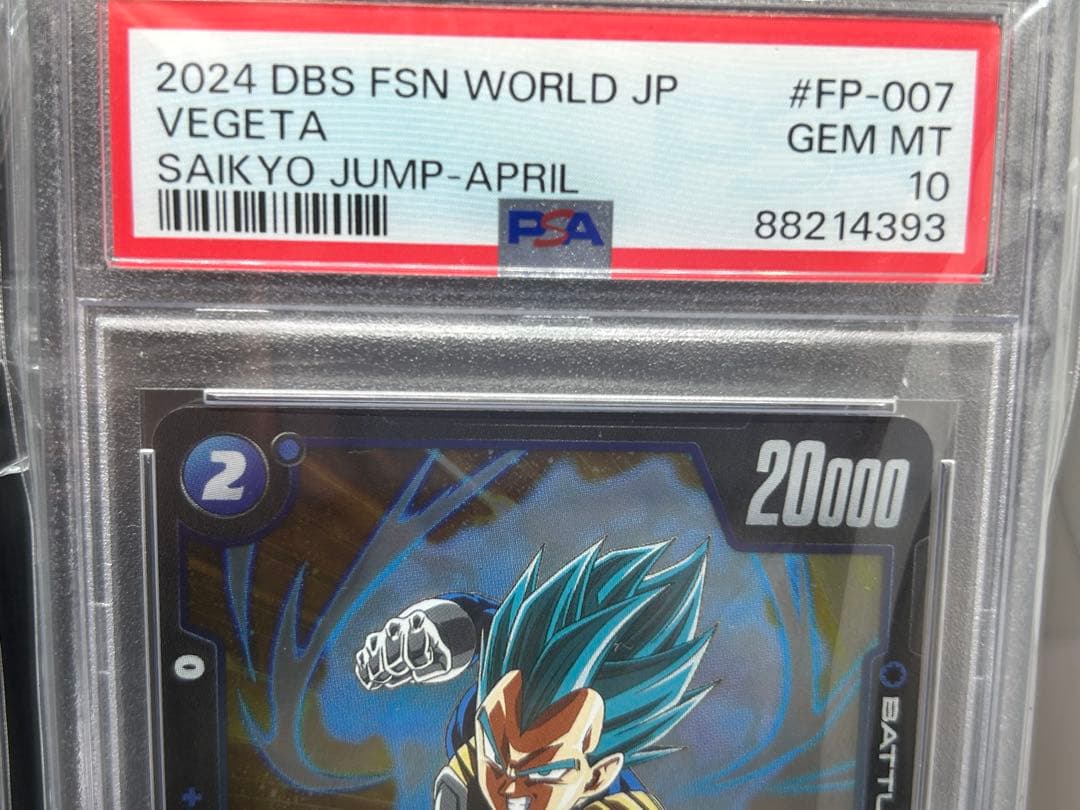 2024 DBS FSN WORLD JP #FP-007
VEGETA GEM MT
SAIKYO JUMP-APRIL 10
PSA 88214393
2 20000
0
+